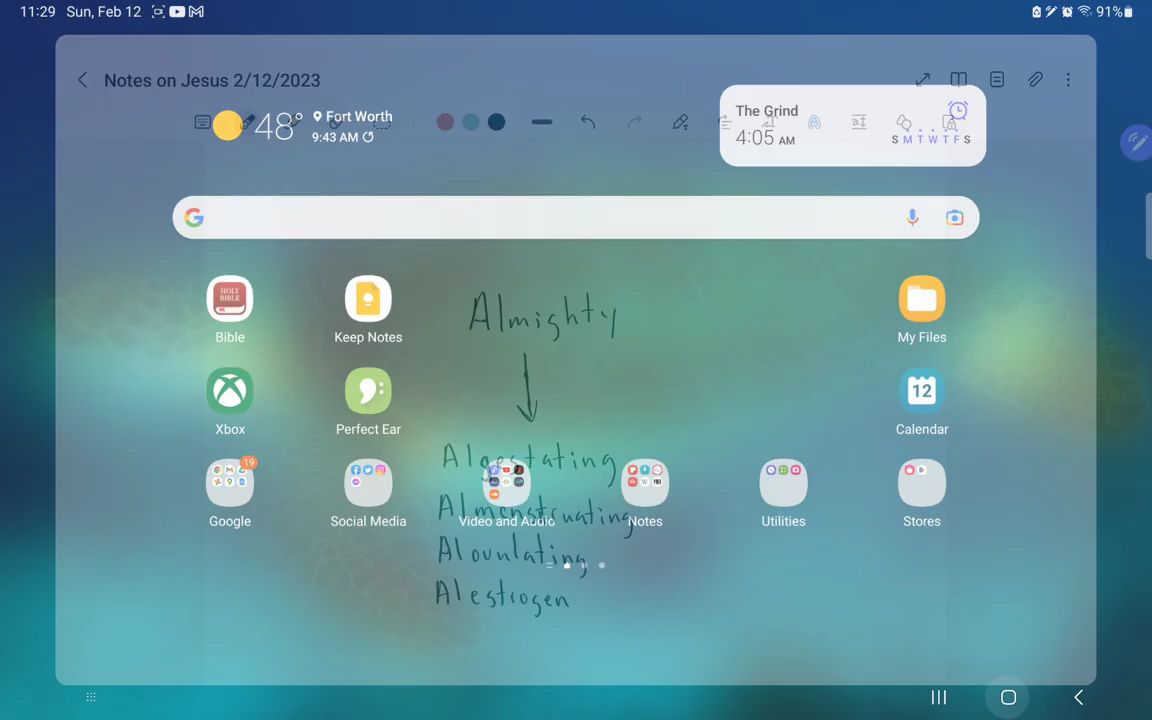 11:29 Sun, Feb 12 91%
Notes on Jesus 2/12/2023
48° Fort Worth
9:43 AM
The Grind
4:05 AM
S M T W T F S
Almighty
HOLY BIBLE
Bible Keep Notes My Files
12
Xbox Perfect Ear Calendar
Algestating
19
Almenstruating
Google Social Media Video and Audio Notes Utilities Stores
Alovulating
Alestrogen